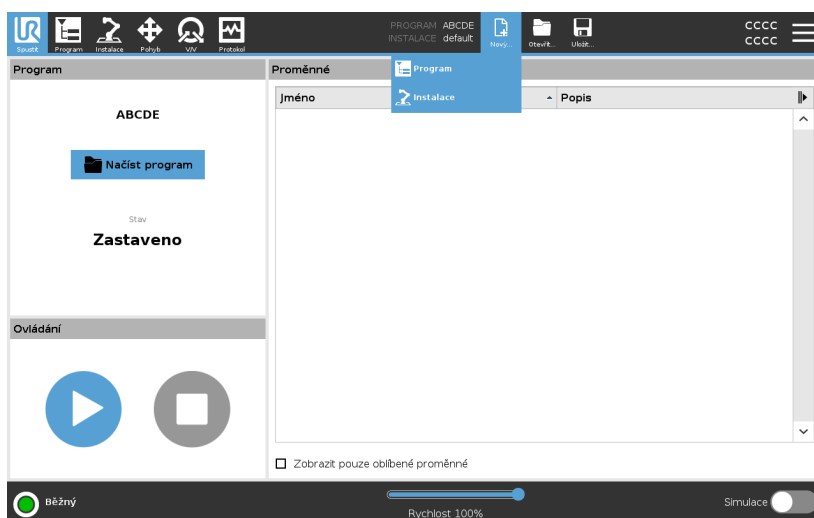 UR
Spustit
Program
Instalace
Pohyb
V/V
Protokol
PROGRAM ABCDE
INSTALACE default
Nový...
Otevřít...
Uložit...
CCCC
CCCC
Program
Proměnné
Program
Instalace
Jméno
Popis
ABCDE
Načíst program
Stav
Zastaveno
Ovládání
Zobrazit pouze oblíbené proměnné
Běžný
Rychlost 100%
Simulace